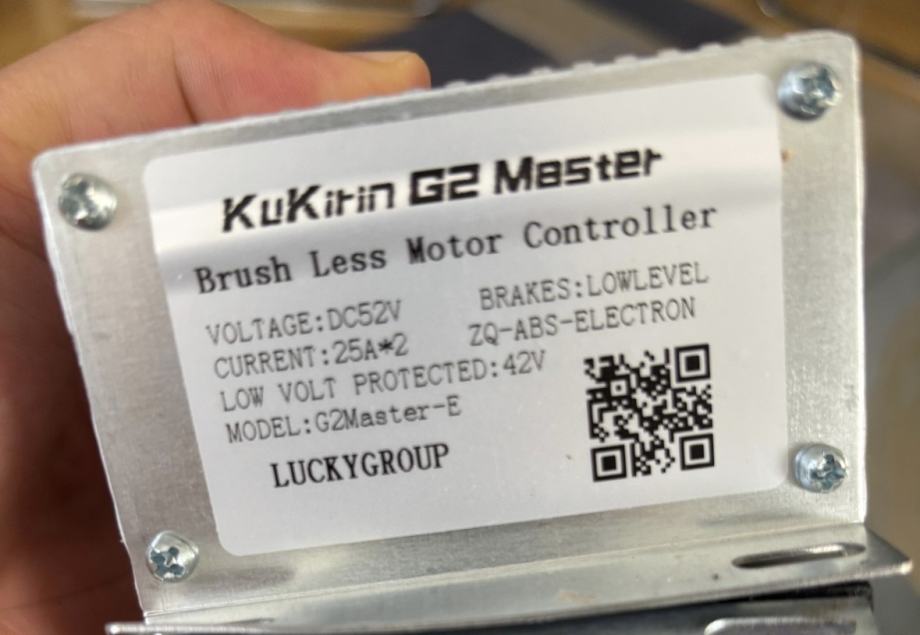 KuKirin G2 Master
Brush Less Motor Controller
VOLTAGE:DC52V BRAKES:LOWLEVEL
CURRENT:25A*2 ZQ-ABS-ELECTRON
LOW VOLT PROTECTED:42V
MODEL:G2Master-E
LUCKYGROUP